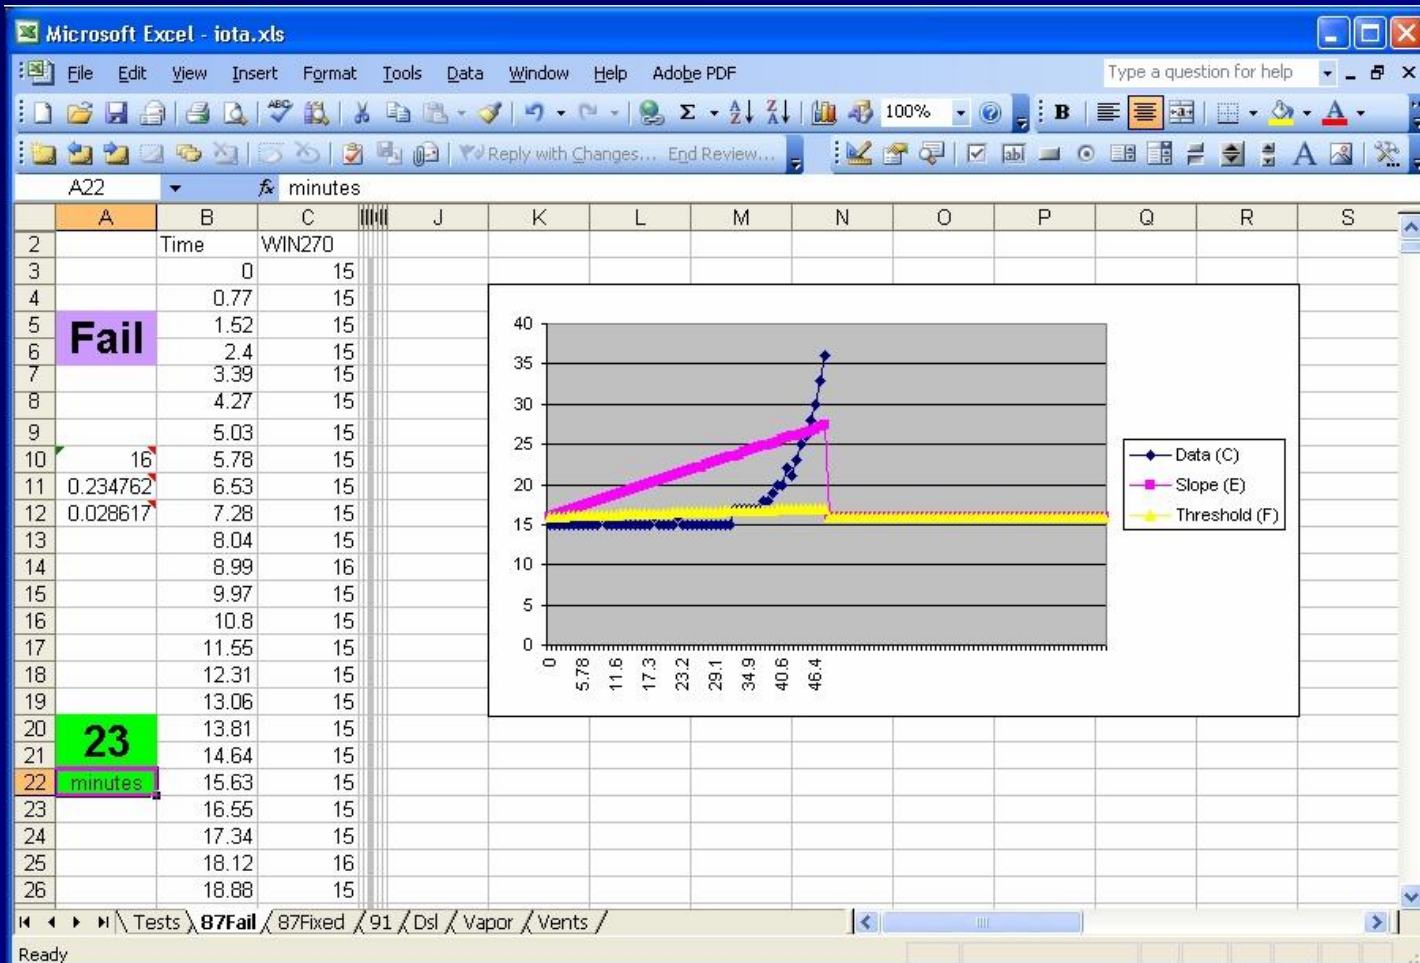 Microsoft Excel - iota.xls
File Edit View Insert Format Tools Data Window Help Adobe PDF Type a question for help
100%
Reply with Changes... End Review...
A22 fx minutes
A B C J K L M N O P Q R S
2 Time WIN270
3 0 15
4 0.77 15
5 1.52 15
Fail
6 2.4 15
7 3.39 15
8 4.27 15
9 5.03 15
10 16 5.78 15
11 0.234762 6.53 15
12 0.028617 7.28 15
13 8.04 15
14 8.99 16
15 9.97 15
16 10.8 15
17 11.55 15
18 12.31 15
19 13.06 15
20 13.81 15
23
21 14.64 15
22 minutes 15.63 15
23 16.55 15
24 17.34 15
25 18.12 16
26 18.88 15
40
35
30
25
20
15
10
5
0
0 5.78 11.6 17.3 23.2 29.1 34.9 40.6 46.4
Data (C)
Slope (E)
Threshold (F)
Tests / 87Fail / 87Fixed / 91 / Dsl / Vapor / Vents /
Ready